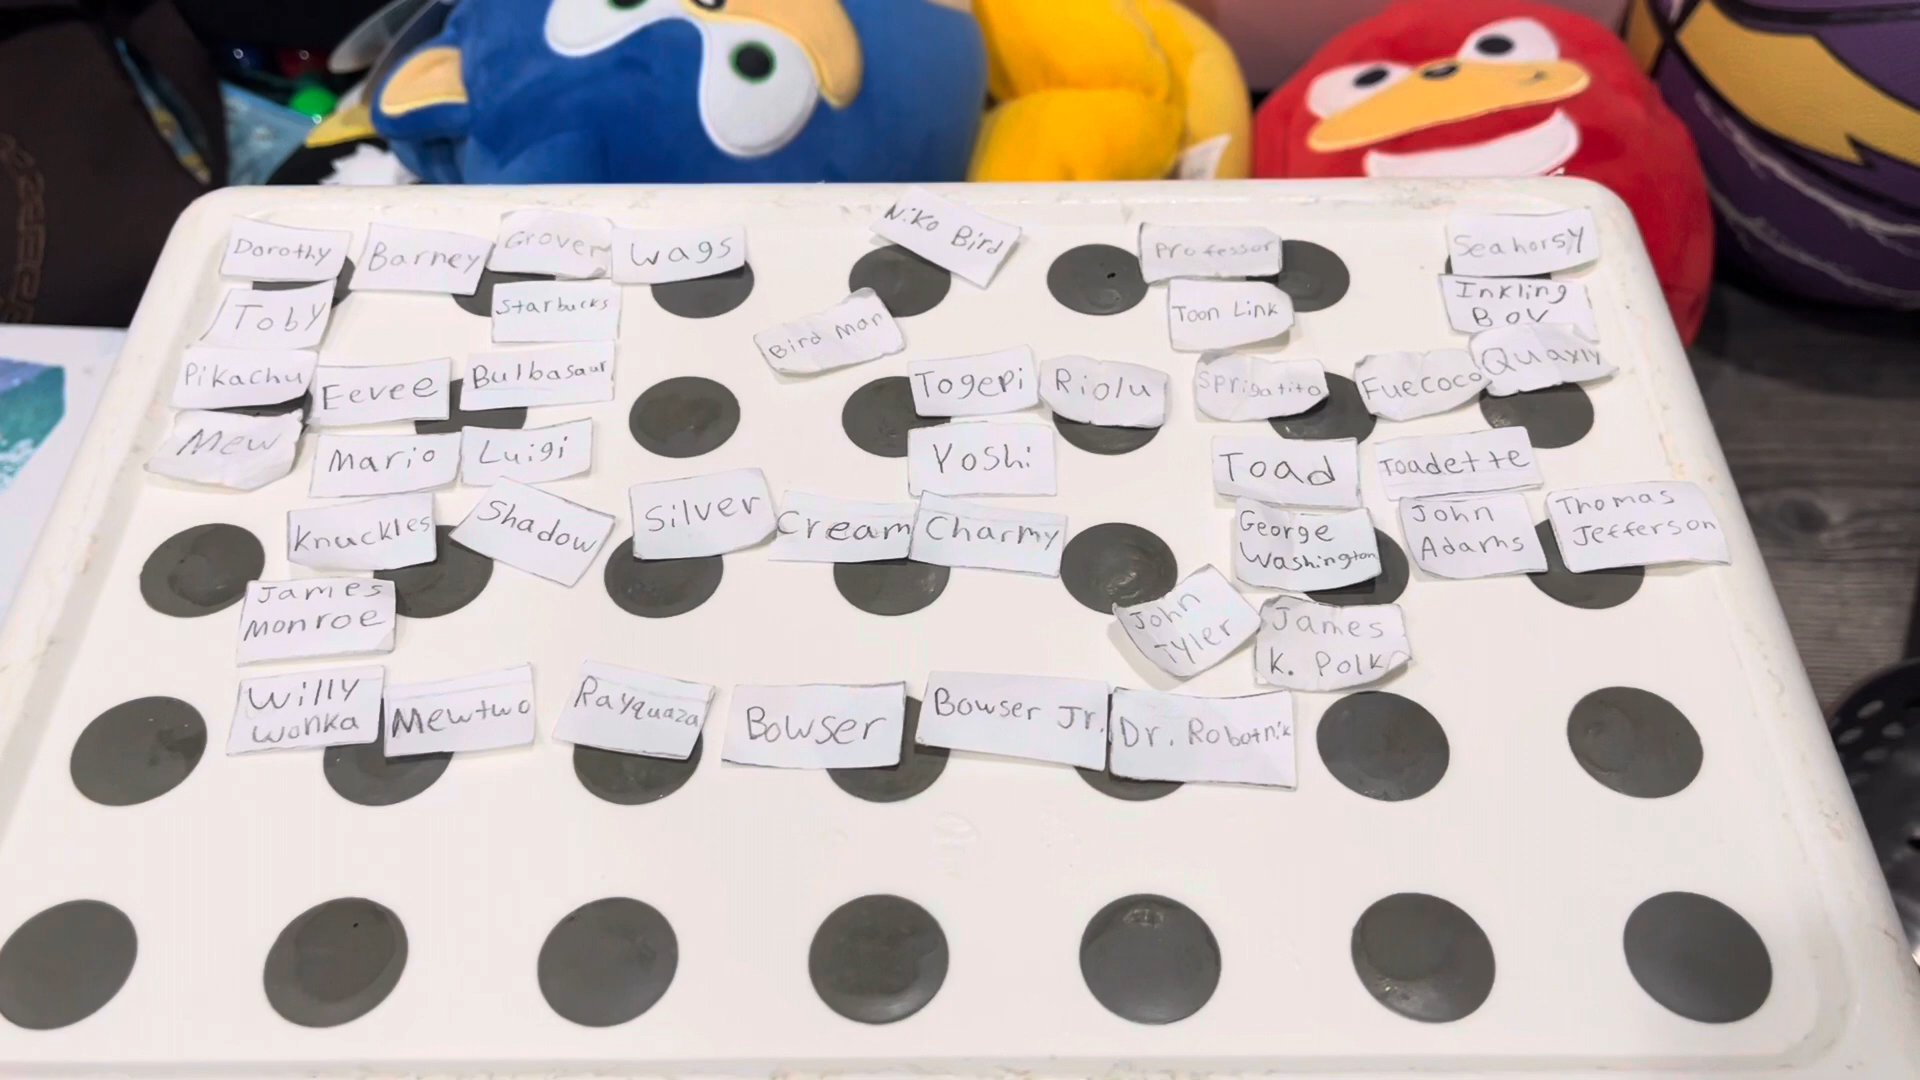 Dorothy
Barney
Grover
Wags
Niko Bird
Professor
Seahorsy
Toby
Starbucks
Bird Man
Toon Link
Inkling
Boy
Pikachu
Eevee
Bulbasaur
Togepi
Riolu
Sprigatito
Fuecoco
Quaxly
Mew
Mario
Luigi
Yoshi
Toad
Toadette
Knuckles
Shadow
Silver
Cream
Charmy
George
Washington
John
Adams
Thomas
Jefferson
James
Monroe
John
Tyler
James
K. Polk
Willy
Wonka
Mewtwo
Rayquaza
Bowser
Bowser Jr.
Dr. Robotnik